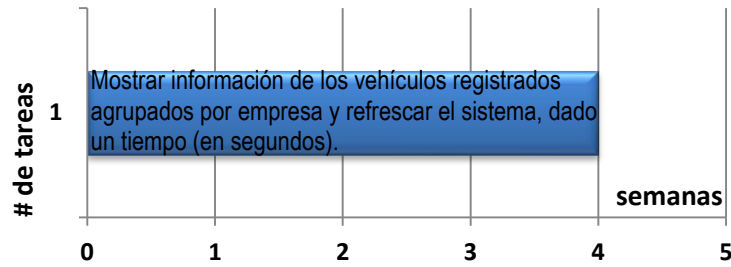 # de tareas
1
Mostrar información de los vehículos registrados
agrupados por empresa y refrescar el sistema, dado
un tiempo (en segundos).
semanas
0 1 2 3 4 5